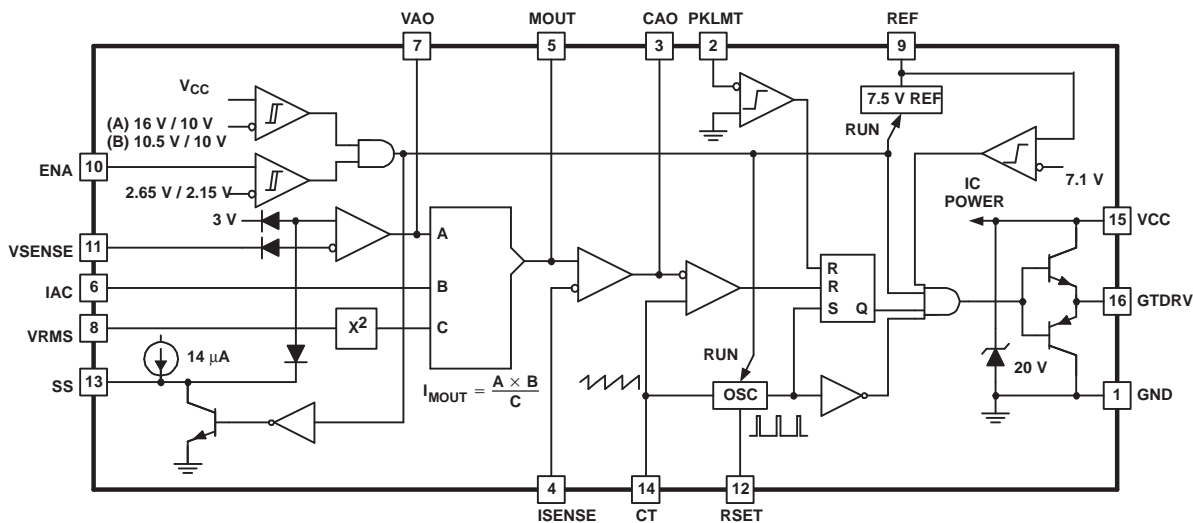 VAO MOUT CAO PKLMT REF
7 5 3 2 9
VCC
(A) 16 V / 10 V
(B) 10.5 V / 10 V
7.5 V REF
RUN
ENA
10
2.65 V / 2.15 V
7.1 V
IC
POWER
3 V
15
VCC
11
VSENSE
A
6
IAC
B
R
R
S
Q
16
GTDRV
8
VRMS
X2
C
14 μA
RUN
20 V
SS
13
IMOUT = A × B
C
OSC
1
GND
4 14 12
ISENSE CT RSET